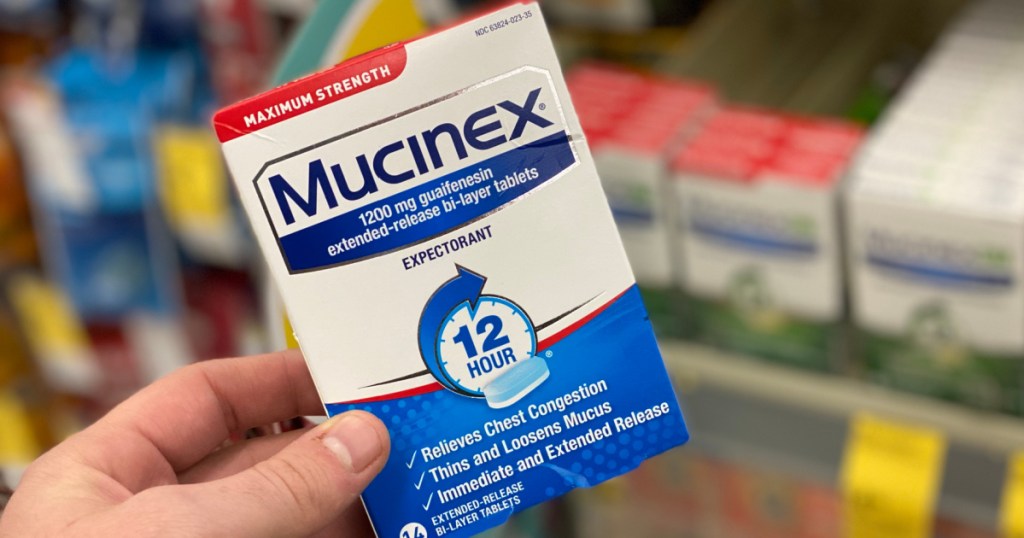 NDC 63824-023-35
MAXIMUM STRENGTH
Mucinex®
1200 mg guaifenesin
extended-release bi-layer tablets
EXPECTORANT
12
HOUR
®
✓ Relieves Chest Congestion
✓ Thins and Loosens Mucus
✓ Immediate and Extended Release
14 EXTENDED-RELEASE
BI-LAYER TABLETS